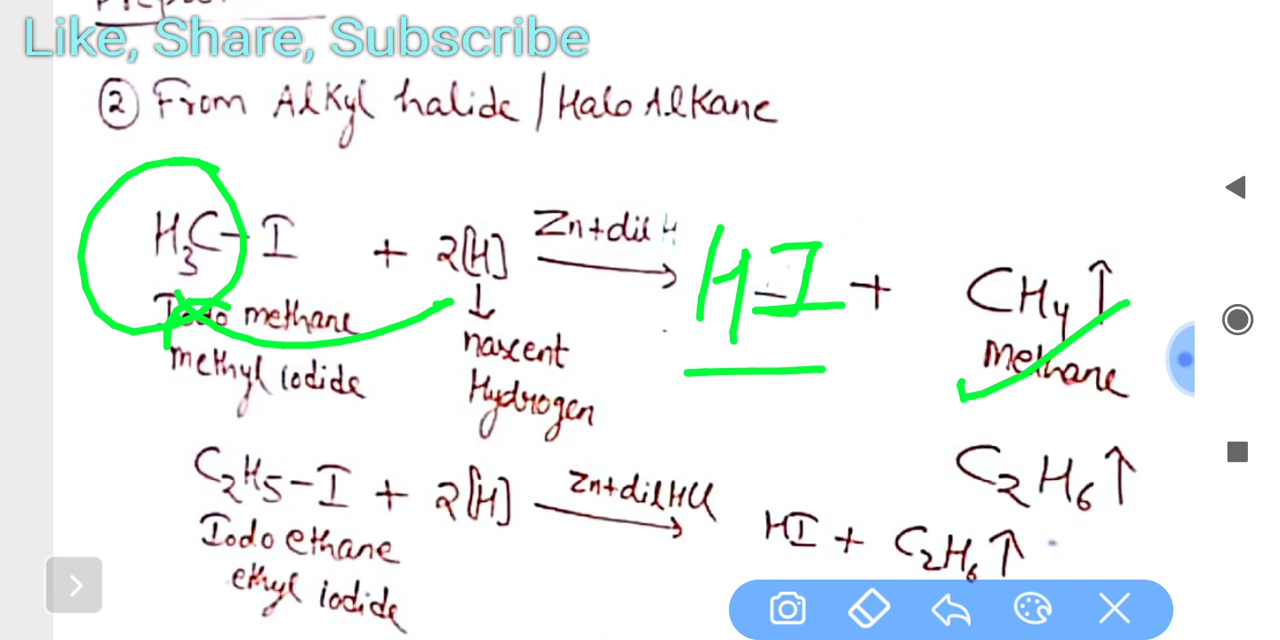 Like, Share, Subscribe
② From Alkyl halide / Halo Alkane
H₃C-I + 2[H] Zn+dil H-I + CH₄↑
Iodo methane
methyl iodide
nascent
Hydrogen
Methane
C₂H₆↑
C₂H₅-I + 2[H] Zn+dil HCl HI + C₂H₆↑
Iodo ethane
ethyl iodide